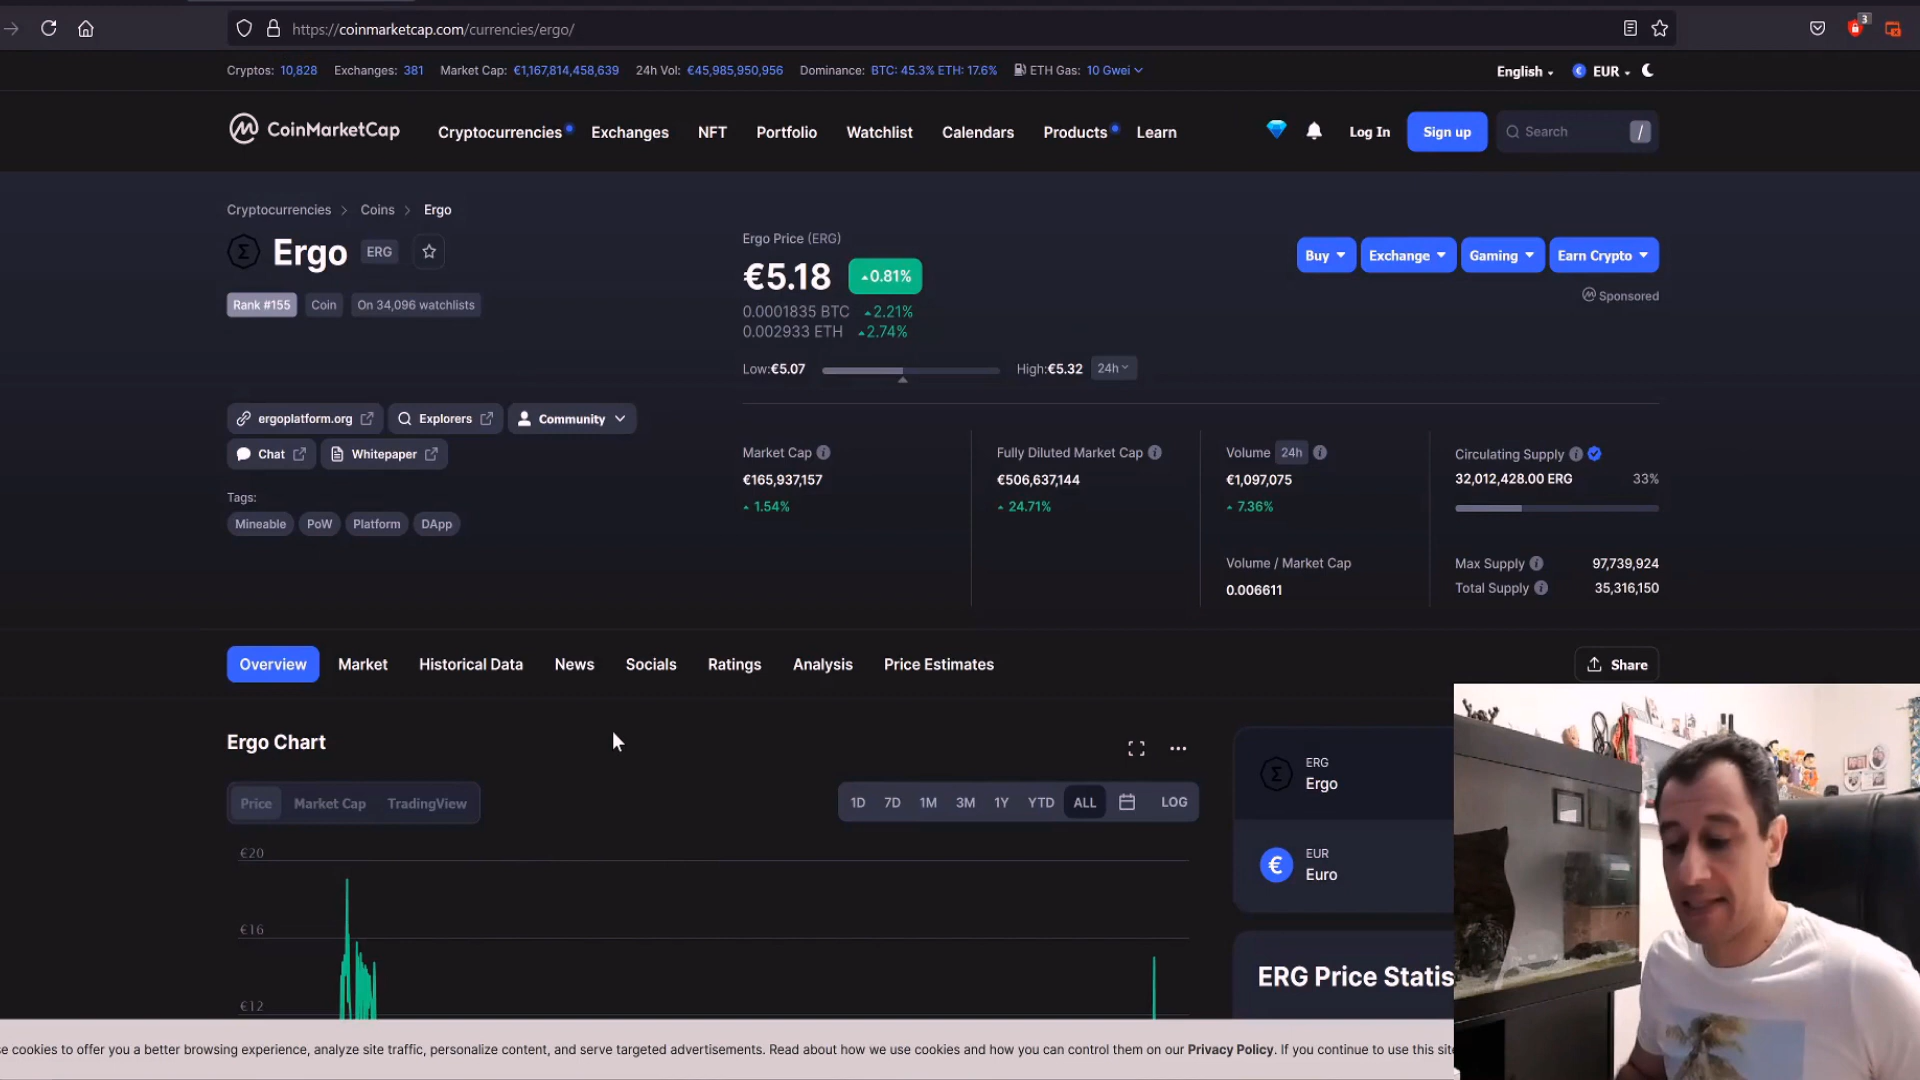 https://coinmarketcap.com/currencies/ergo/
3
Cryptos: 10,828 Exchanges: 381 Market Cap: €1,167,814,458,639 24h Vol: €45,985,950,956 Dominance: BTC: 45.3% ETH: 17.6% ETH Gas: 10 Gwei
English EUR
CoinMarketCap Cryptocurrencies Exchanges NFT Portfolio Watchlist Calendars Products Learn
Log In Sign up Search /
Cryptocurrencies > Coins > Ergo
Ergo ERG
Rank #155 Coin On 34,096 watchlists
Ergo Price (ERG)
€5.18 0.81%
0.0001835 BTC 2.21%
0.002933 ETH 2.74%
Low:€5.07 High:€5.32 24h
Buy Exchange Gaming Earn Crypto
Sponsored
ergoplatform.org Explorers Community
Chat Whitepaper
Tags:
Mineable PoW Platform DApp
Market Cap
€165,937,157
1.54%
Fully Diluted Market Cap
€506,637,144
24.71%
Volume 24h
€1,097,075
7.36%
Volume / Market Cap
0.006611
Circulating Supply
32,012,428.00 ERG 33%
Max Supply 97,739,924
Total Supply 35,316,150
Overview Market Historical Data News Socials Ratings Analysis Price Estimates Share
Ergo Chart
Price Market Cap TradingView
1D 7D 1M 3M 1Y YTD ALL LOG
€20
€16
€12
ERG
Ergo
EUR
Euro
ERG Price Statis
se cookies to offer you a better browsing experience, analyze site traffic, personalize content, and serve targeted advertisements. Read about how we use cookies and how you can control them on our Privacy Policy. If you continue to use this site